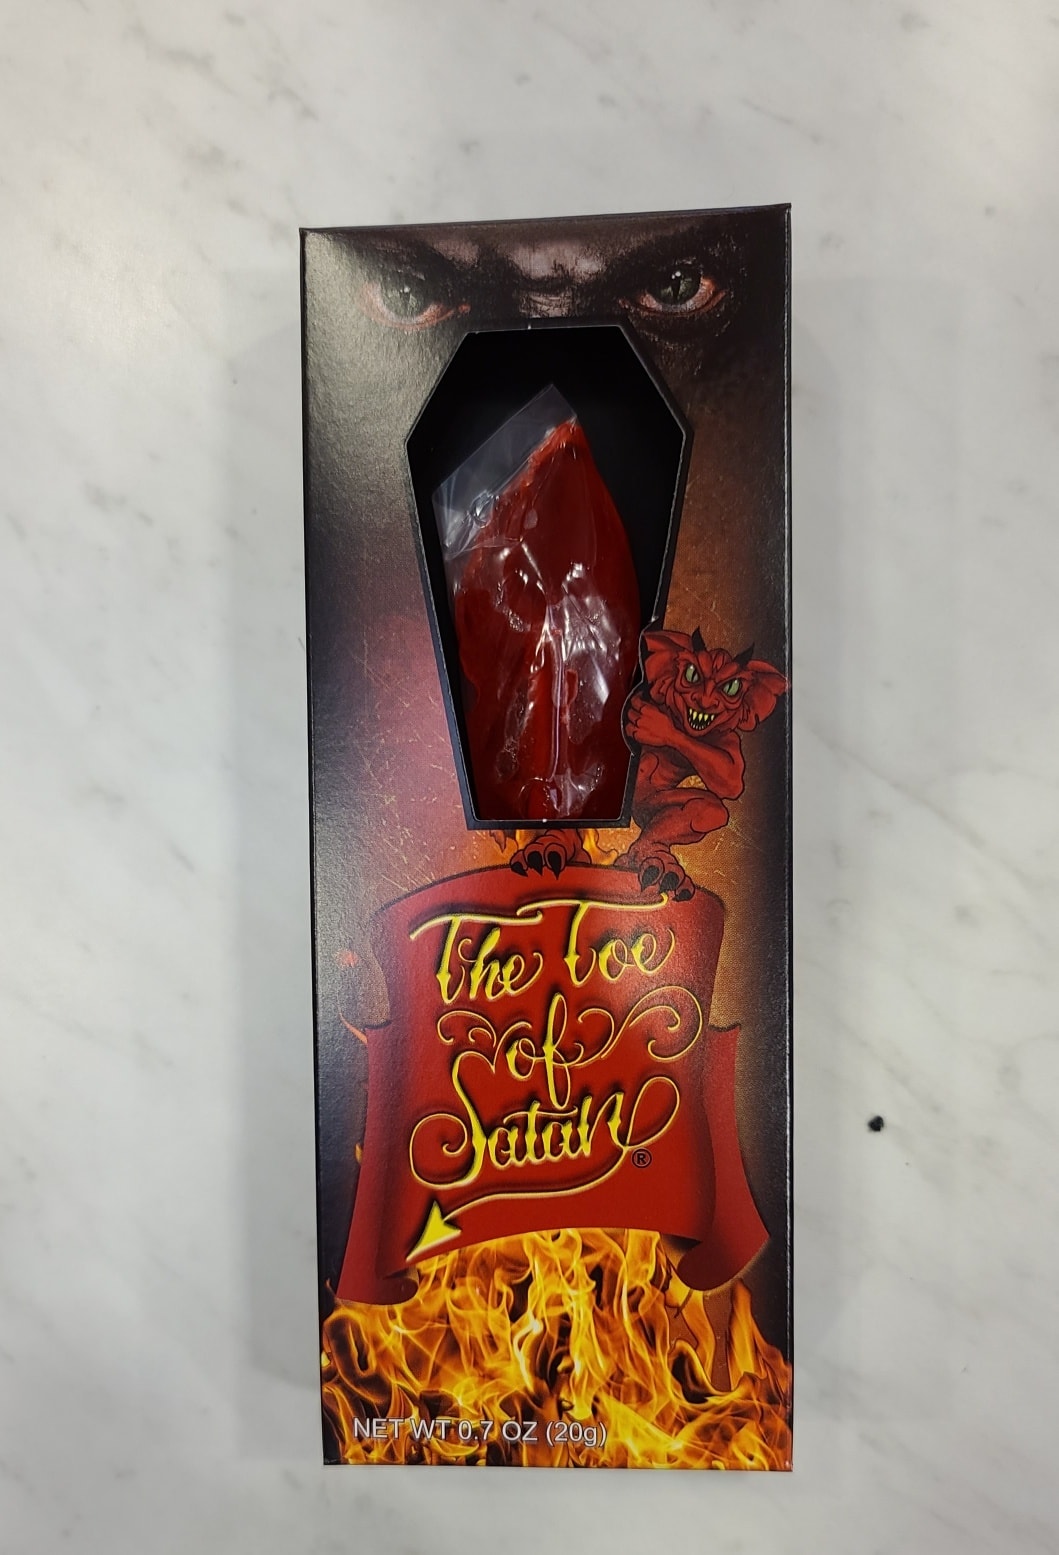 The Toe
of
Satan®
NET WT 0.7 OZ (20g)